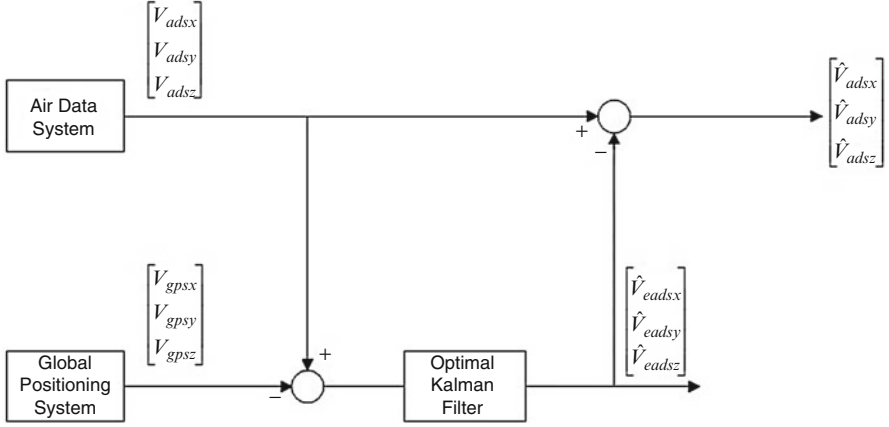 V_adsx
V_adsy
V_adsz
Air Data
System
+
−
V̂_adsx
V̂_adsy
V̂_adsz
V_gpsx
V_gpsy
V_gpsz
V̂_eadsx
V̂_eadsy
V̂_eadsz
Global
Positioning
System
+
−
Optimal
Kalman
Filter